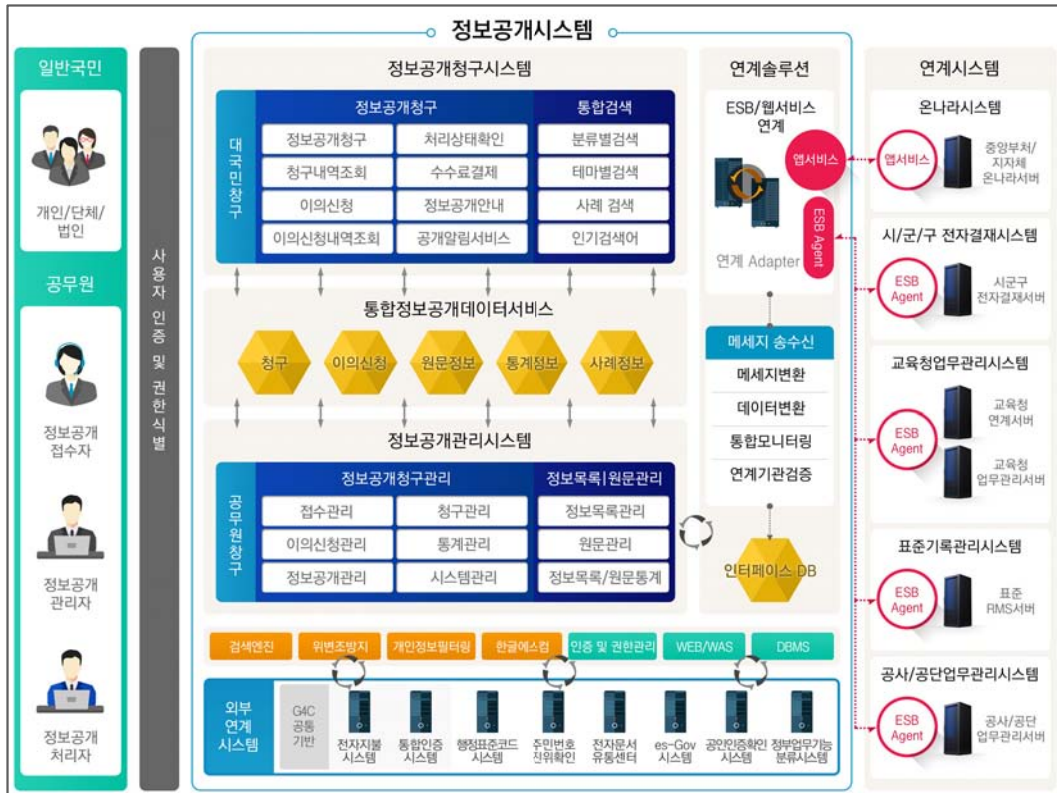 정보공개시스템
일반국민
개인/단체/
법인
공무원
정보공개
접수자
정보공개
관리자
정보공개
처리자
사용자 인증 및 권한식별
정보공개청구시스템
대국민창구
정보공개청구
통합검색
정보공개청구
처리상태확인
분류별검색
청구내역조회
수수료결제
테마별검색
이의신청
정보공개안내
사례 검색
이의신청내역조회
공개알림서비스
인기검색어
통합정보공개데이터서비스
청구
이의신청
원문정보
통계정보
사례정보
정보공개관리시스템
공무원창구
정보공개청구관리
정보목록|원문관리
접수관리
청구관리
정보목록관리
이의신청관리
통계관리
원문관리
정보공개관리
시스템관리
정보목록/원문통계
연계솔루션
ESB/웹서비스
연계
앱서비스
ESB Agent
연계 Adapter
메세지 송수신
메세지변환
데이터변환
통합모니터링
연계기관검증
인터페이스 DB
검색엔진
위변조방지
개인정보필터링
한글에스컴
인증 및 권한관리
WEB/WAS
DBMS
외부
연계
시스템
G4C
공통
기반
전자지불
시스템
통합인증
시스템
행정표준코드
시스템
주민번호
진위확인
전자문서
유통센터
es-Gov
시스템
공인인증확인
시스템
정부업무기능
분류시스템
연계시스템
온나라시스템
앱서비스
중앙부처/
지자체
온나라서버
시/군/구 전자결재시스템
ESB
Agent
시군구
전자결재서버
교육청업무관리시스템
ESB
Agent
교육청
연계서버
교육청
업무관리서버
표준기록관리시스템
ESB
Agent
표준
RMS서버
공사/공단업무관리시스템
ESB
Agent
공사/공단
업무관리서버